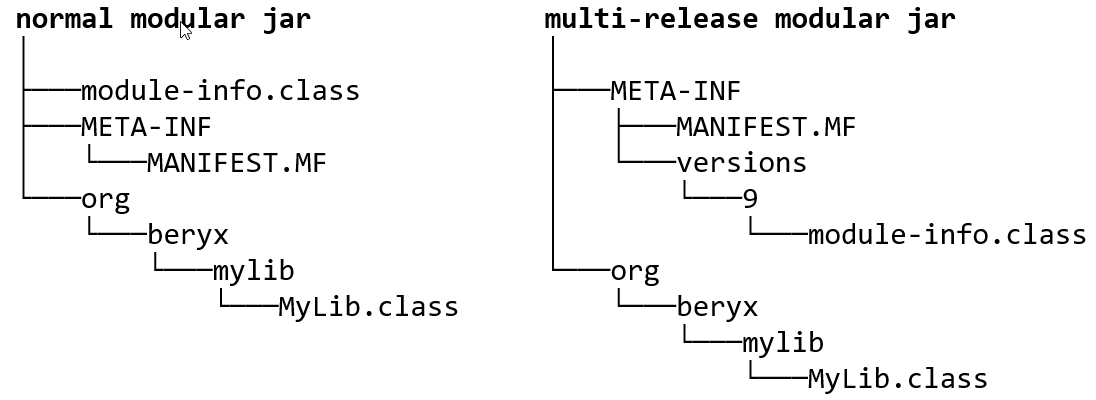 normal modular jar
module-info.class
META-INF
MANIFEST.MF
org
beryx
mylib
MyLib.class
multi-release modular jar
META-INF
MANIFEST.MF
versions
9
module-info.class
org
beryx
mylib
MyLib.class